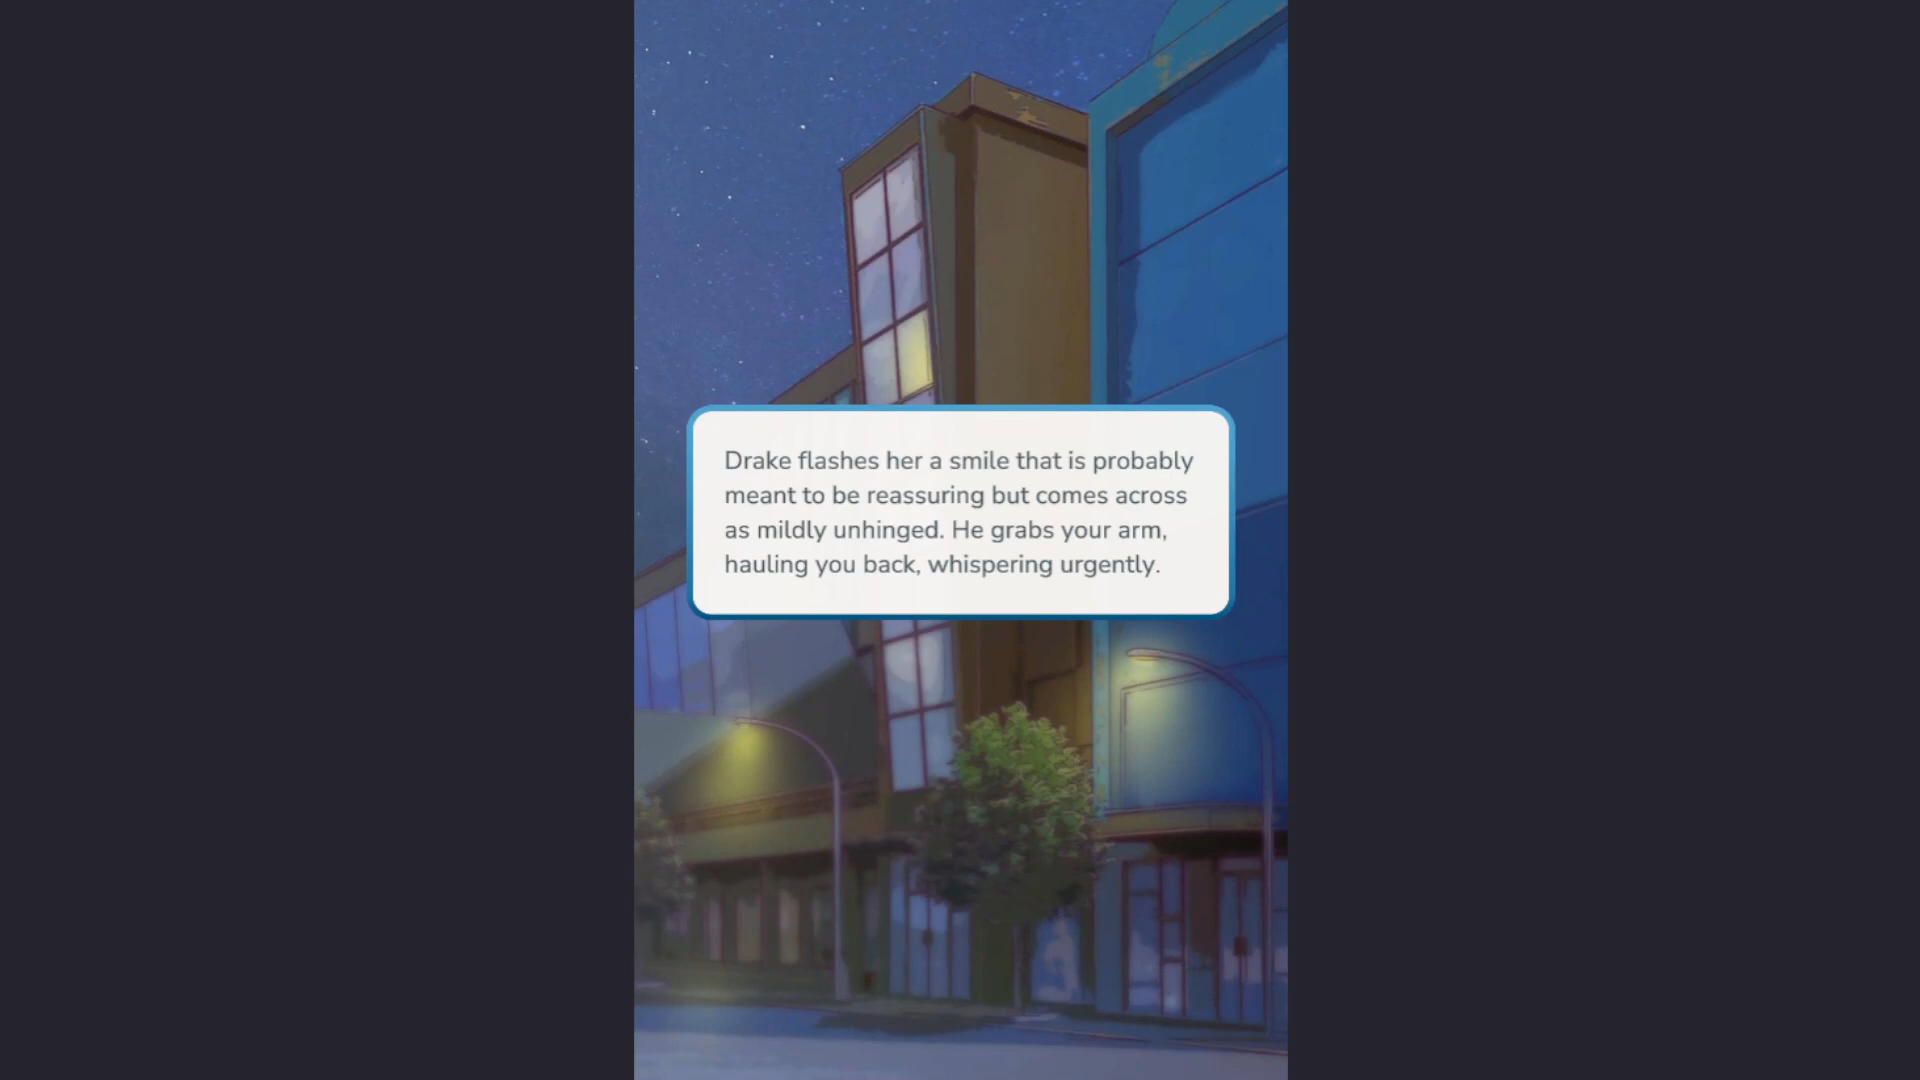 Drake flashes her a smile that is probably
meant to be reassuring but comes across
as mildly unhinged. He grabs your arm,
hauling you back, whispering urgently.